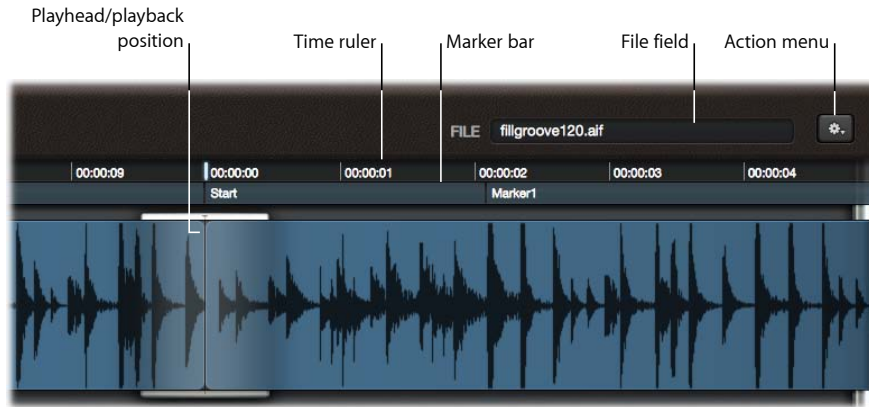 Playhead/playback
position
Time ruler
Marker bar
File field
Action menu
FILE fillgroove120.aif
00:00:09 00:00:00 00:00:01 00:00:02 00:00:03 00:00:04
Start Marker1